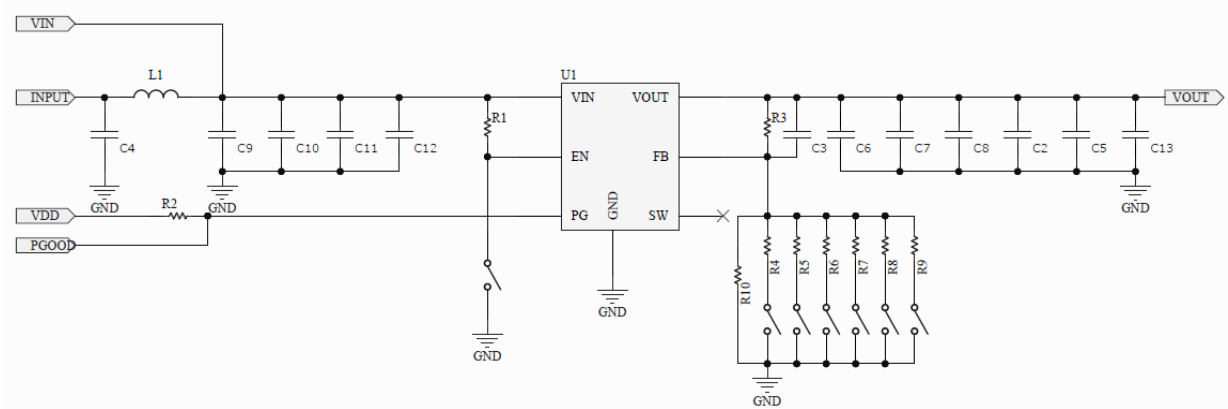 VIN
U1
L1
INPUT
VIN
VOUT
VOUT
R1
R3
C4
C9
C10
C11
C12
EN
FB
C3
C6
C7
C8
C2
C5
C13
GND
GND
GND
R2
VDD
PG
GND
SW
PGOOD
R10
R4
R5
R6
R7
R8
R9
GND
GND
GND